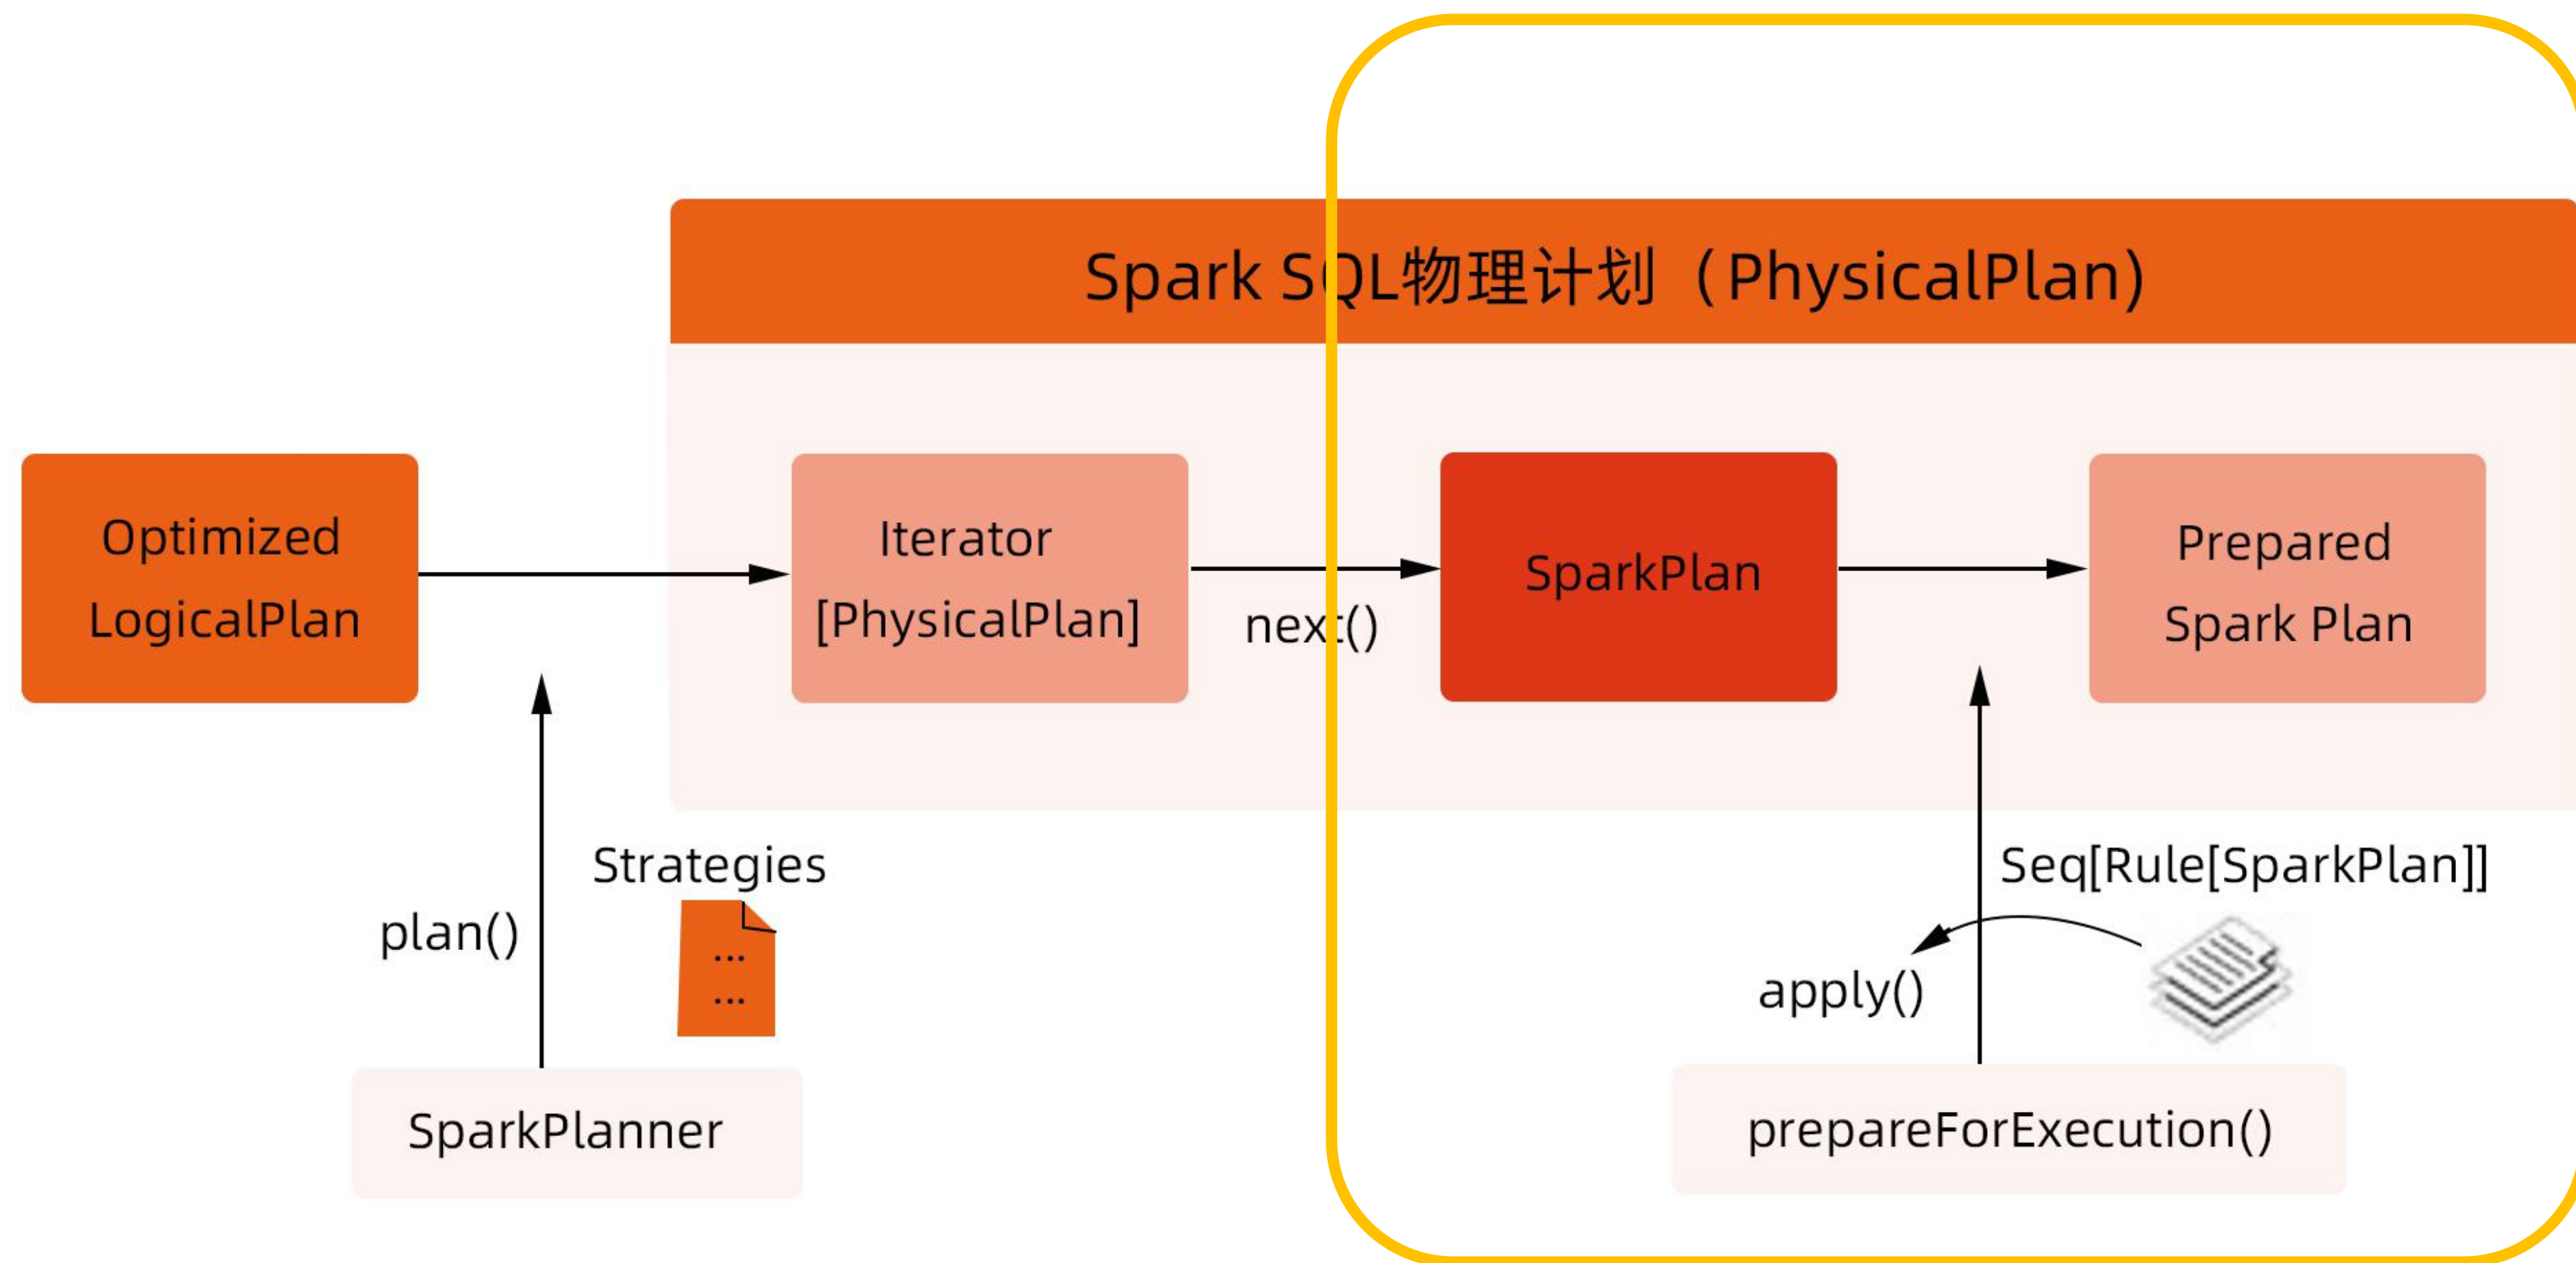 Spark SQL物理计划（PhysicalPlan)
Optimized
LogicalPlan
Iterator
[PhysicalPlan]
next()
SparkPlan
Prepared
Spark Plan
Strategies
...
...
plan()
SparkPlanner
Seq[Rule[SparkPlan]]
apply()
prepareForExecution()